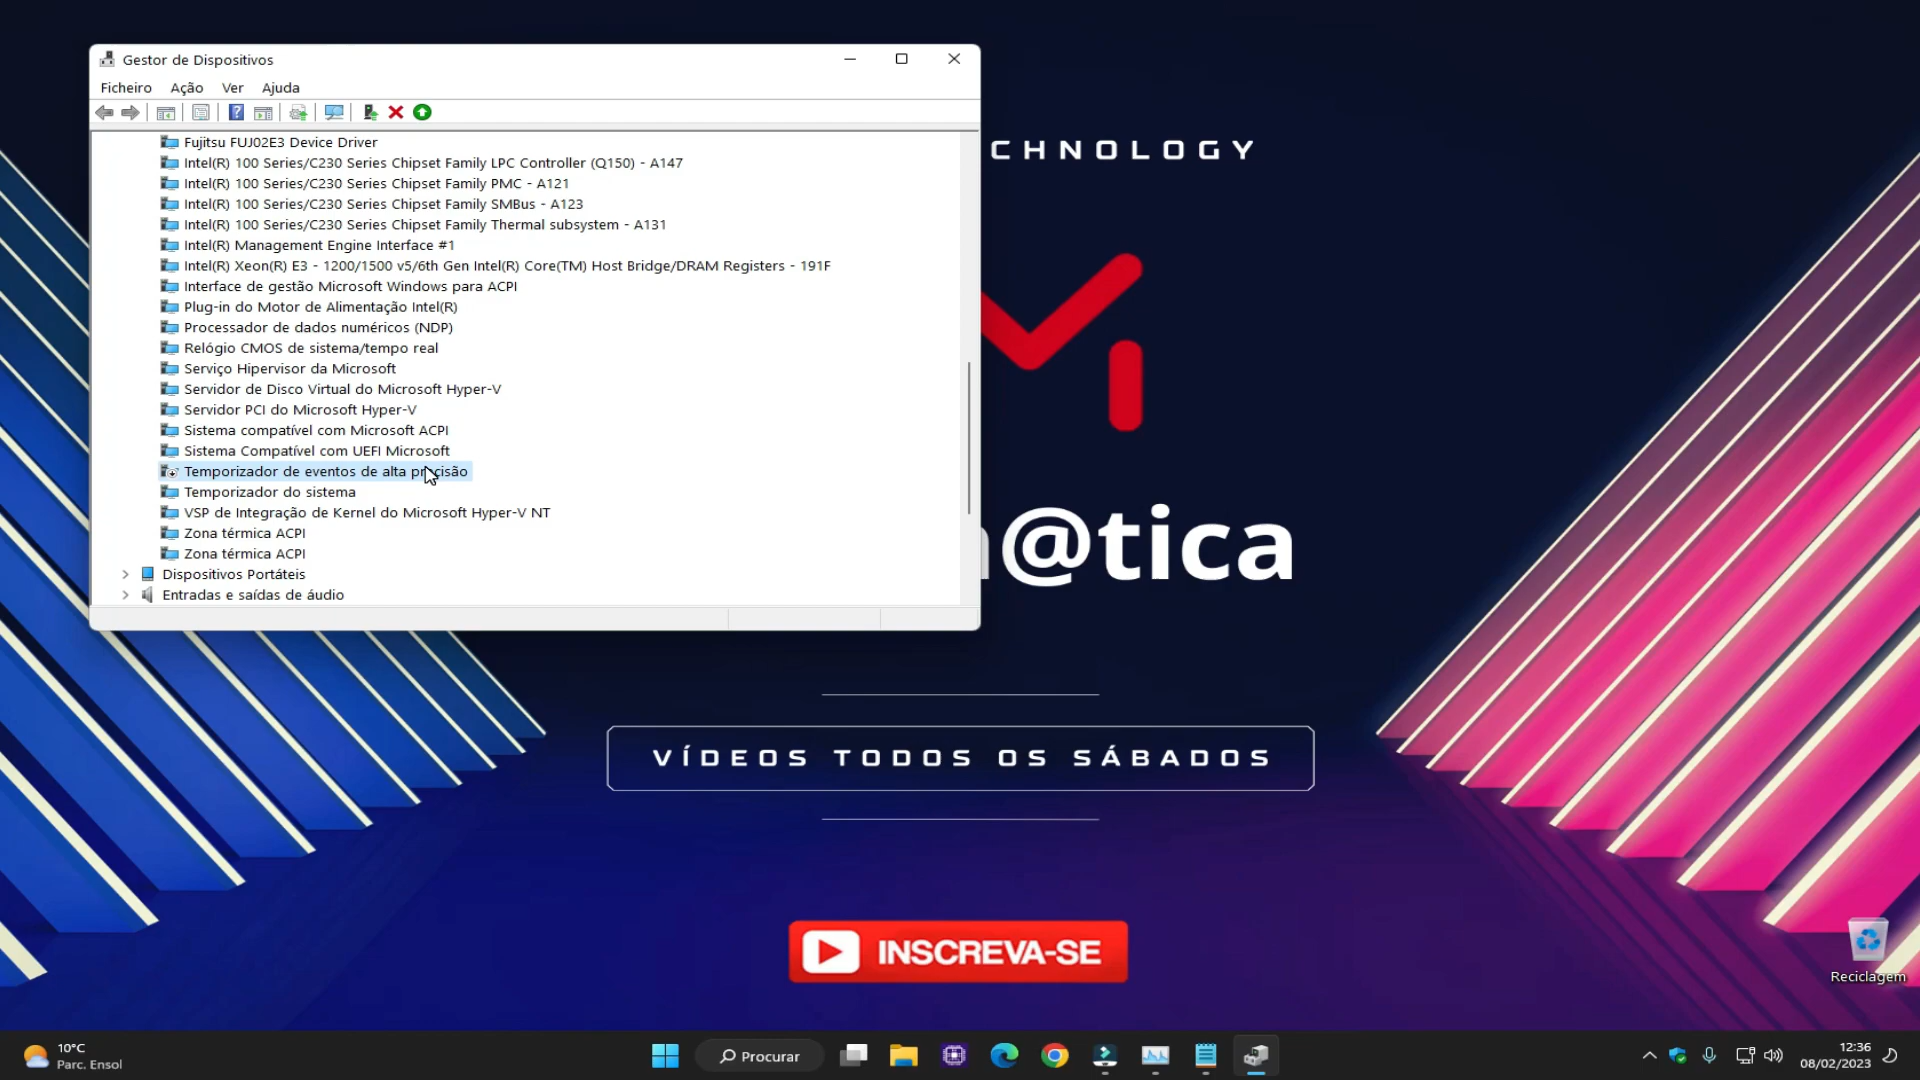 Gestor de Dispositivos
Ficheiro Ação Ver Ajuda
Fujitsu FUJ02E3 Device Driver
Intel(R) 100 Series/C230 Series Chipset Family LPC Controller (Q150) - A147
Intel(R) 100 Series/C230 Series Chipset Family PMC - A121
Intel(R) 100 Series/C230 Series Chipset Family SMBus - A123
Intel(R) 100 Series/C230 Series Chipset Family Thermal subsystem - A131
Intel(R) Management Engine Interface #1
Intel(R) Xeon(R) E3 - 1200/1500 v5/6th Gen Intel(R) Core(TM) Host Bridge/DRAM Registers - 191F
Interface de gestão Microsoft Windows para ACPI
Plug-in do Motor de Alimentação Intel(R)
Processador de dados numéricos (NDP)
Relógio CMOS de sistema/tempo real
Serviço Hipervisor da Microsoft
Servidor de Disco Virtual do Microsoft Hyper-V
Servidor PCI do Microsoft Hyper-V
Sistema compatível com Microsoft ACPI
Sistema Compatível com UEFI Microsoft
Temporizador de eventos de alta precisão
Temporizador do sistema
VSP de Integração de Kernel do Microsoft Hyper-V NT
Zona térmica ACPI
Zona térmica ACPI
Dispositivos Portáteis
Entradas e saídas de áudio
CHNOLOGY
@tica
VÍDEOS TODOS OS SÁBADOS
INSCREVA-SE
Reciclagem
10°C
Parc. Ensol
Procurar
12:36
08/02/2023